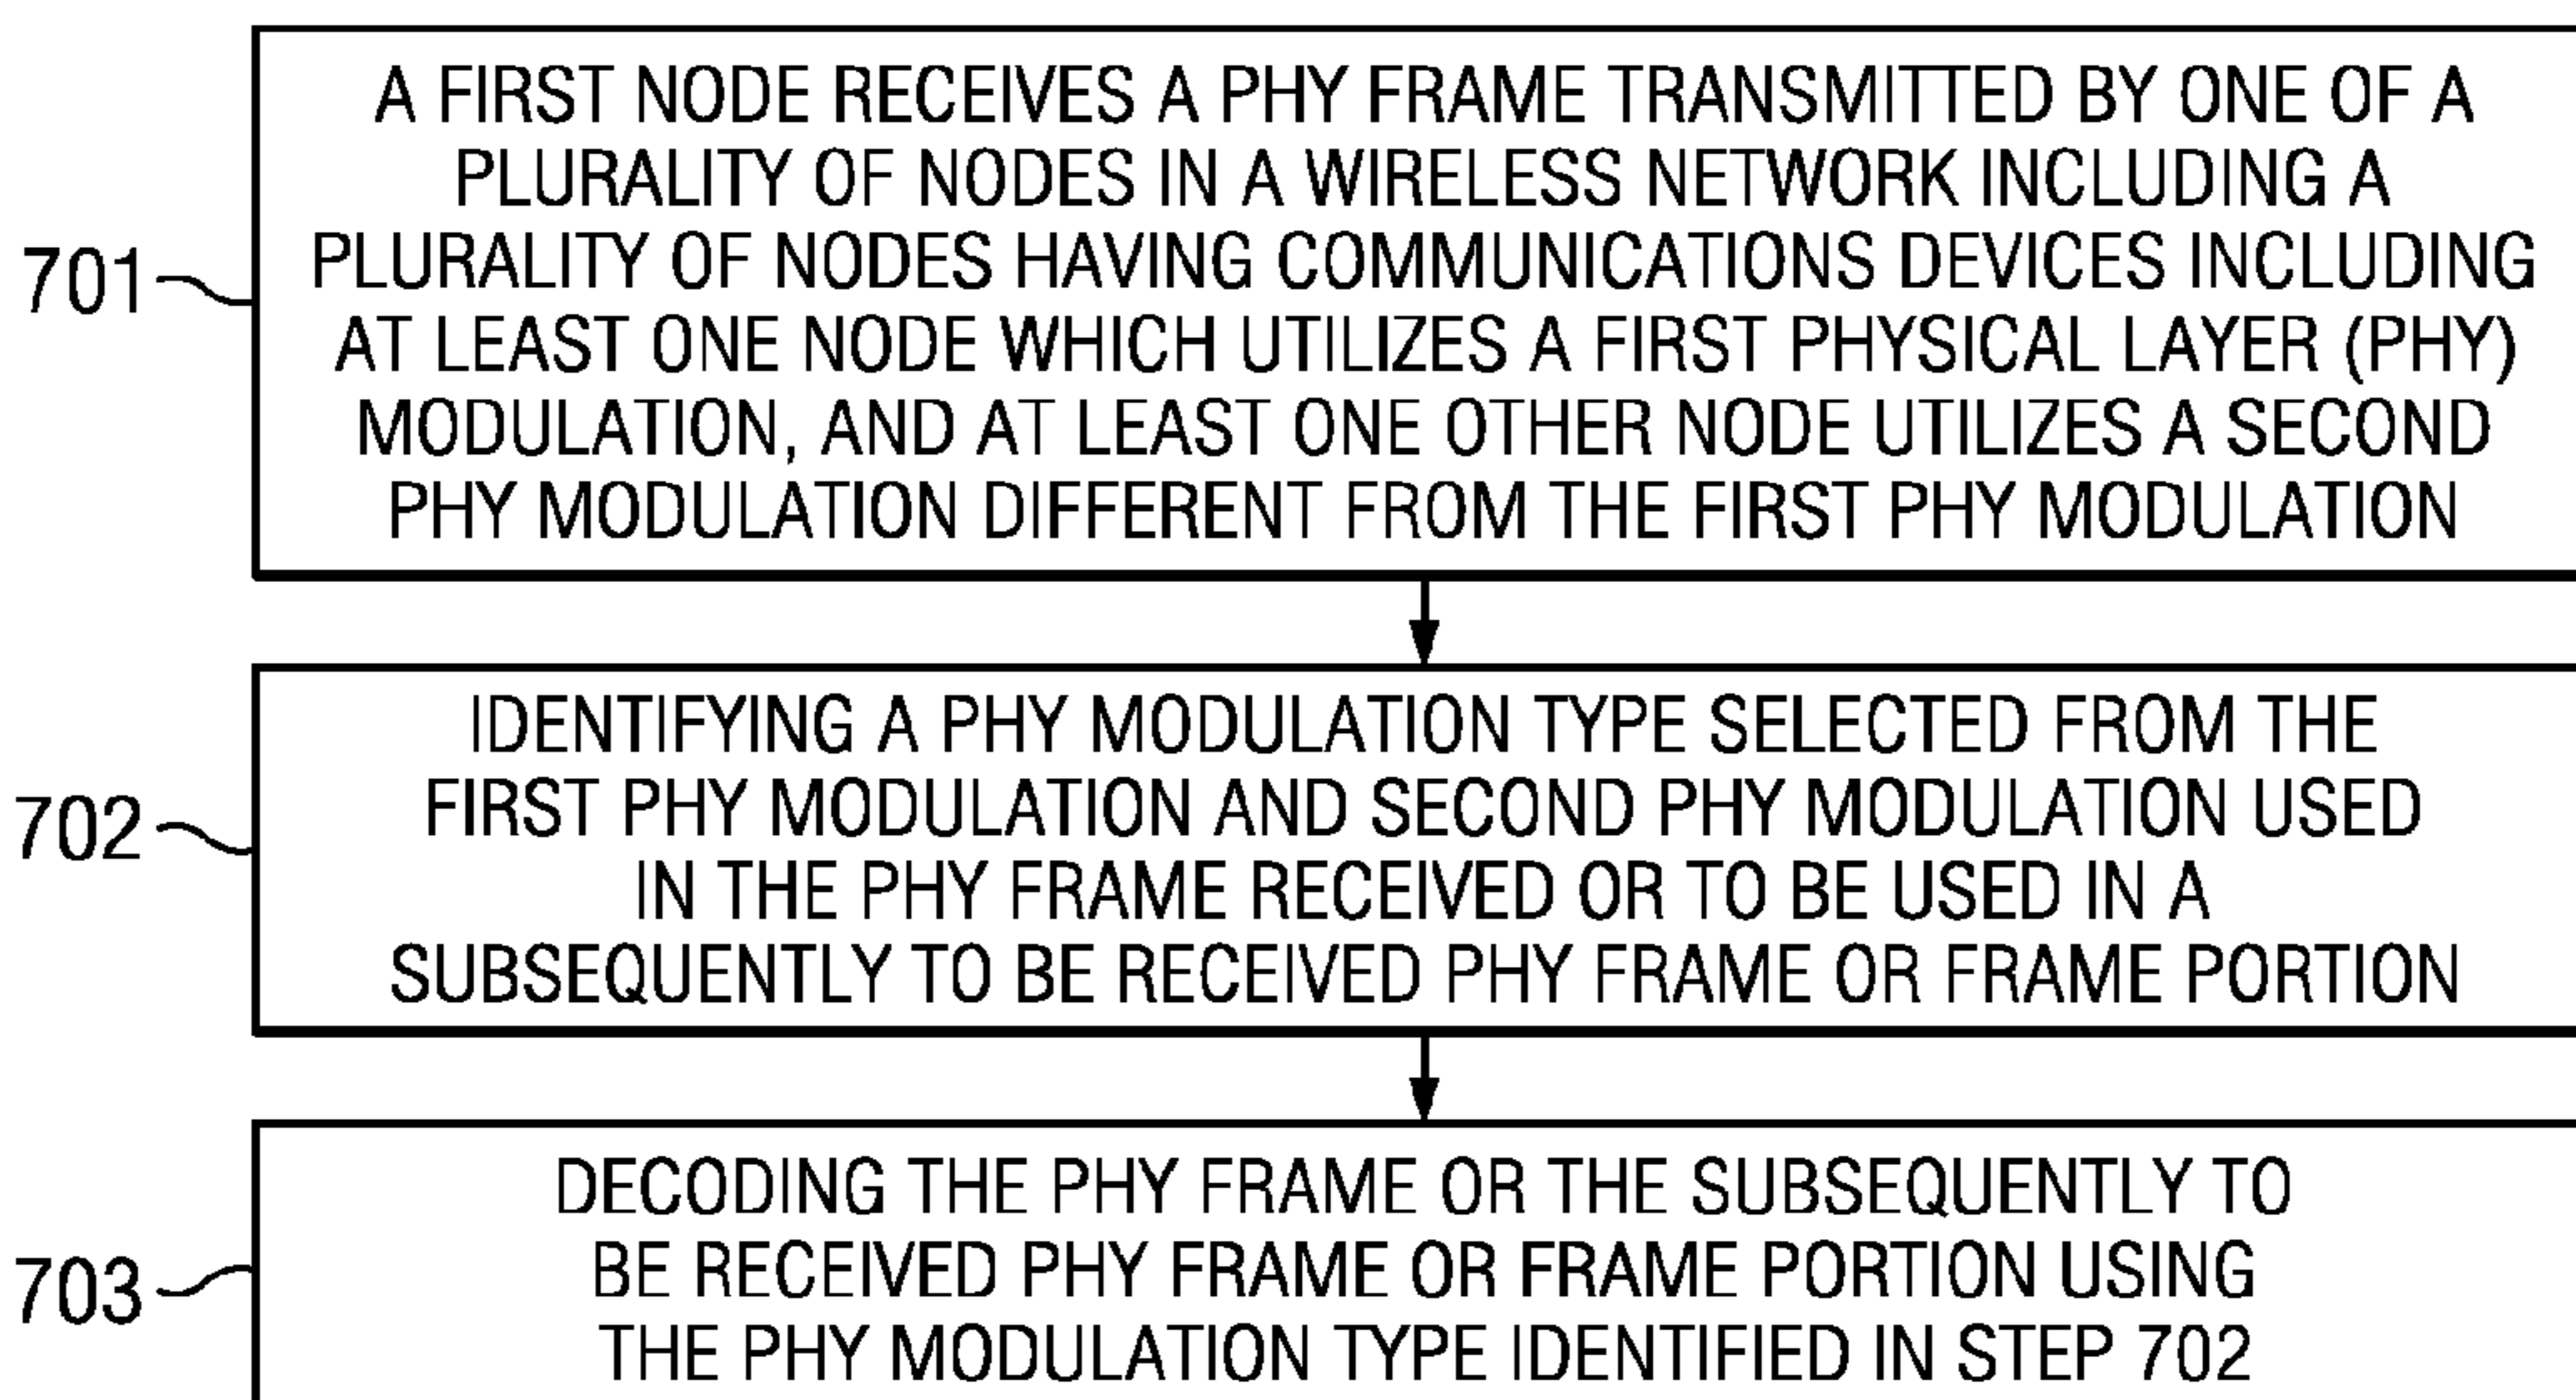 A FIRST NODE RECEIVES A PHY FRAME TRANSMITTED BY ONE OF A
PLURALITY OF NODES IN A WIRELESS NETWORK INCLUDING A
701
PLURALITY OF NODES HAVING COMMUNICATIONS DEVICES INCLUDING
AT LEAST ONE NODE WHICH UTILIZES A FIRST PHYSICAL LAYER (PHY)
MODULATION, AND AT LEAST ONE OTHER NODE UTILIZES A SECOND
PHY MODULATION DIFFERENT FROM THE FIRST PHY MODULATION
IDENTIFYING A PHY MODULATION TYPE SELECTED FROM THE
702
FIRST PHY MODULATION AND SECOND PHY MODULATION USED
IN THE PHY FRAME RECEIVED OR TO BE USED IN A
SUBSEQUENTLY TO BE RECEIVED PHY FRAME OR FRAME PORTION
DECODING THE PHY FRAME OR THE SUBSEQUENTLY TO
703
BE RECEIVED PHY FRAME OR FRAME PORTION USING
THE PHY MODULATION TYPE IDENTIFIED IN STEP 702